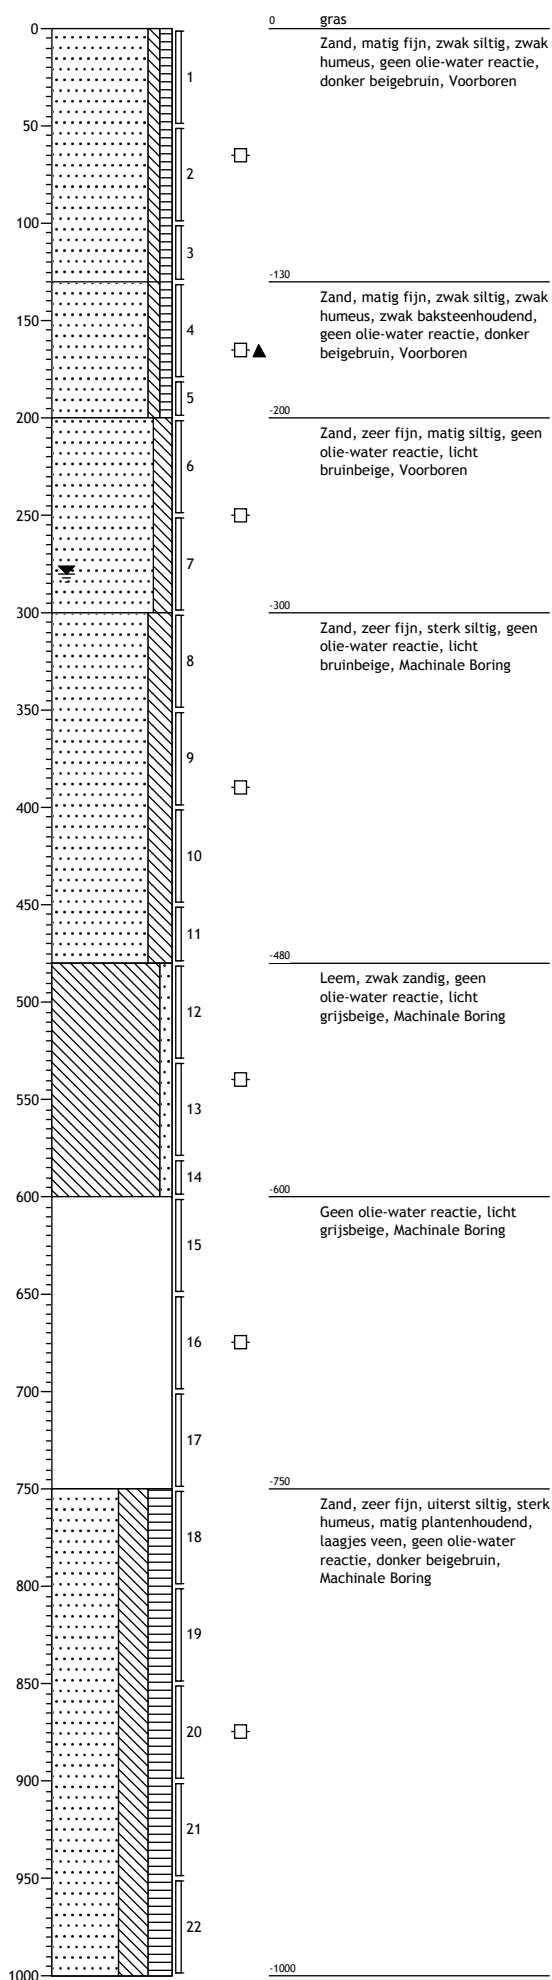 0
50
100
150
200
250
300
350
400
450
500
550
600
650
700
750
800
850
900
950
1000
1
2
3
4
5
6
7
8
9
10
11
12
13
14
15
16
17
18
19
20
21
22
0 gras
Zand, matig fijn, zwak siltig, zwak
humeus, geen olie-water reactie,
donker beigebruin, Voorboren
-130
Zand, matig fijn, zwak siltig, zwak
humeus, zwak baksteenhoudend,
geen olie-water reactie, donker
beigebruin, Voorboren
-200
Zand, zeer fijn, matig siltig, geen
olie-water reactie, licht
bruinbeige, Voorboren
-300
Zand, zeer fijn, sterk siltig, geen
olie-water reactie, licht
bruinbeige, Machinale Boring
-480
Leem, zwak zandig, geen
olie-water reactie, licht
grijsbeige, Machinale Boring
-600
Geen olie-water reactie, licht
grijsbeige, Machinale Boring
-750
Zand, zeer fijn, uiterst siltig, sterk
humeus, matig plantenhoudend,
laagjes veen, geen olie-water
reactie, donker beigebruin,
Machinale Boring
-1000